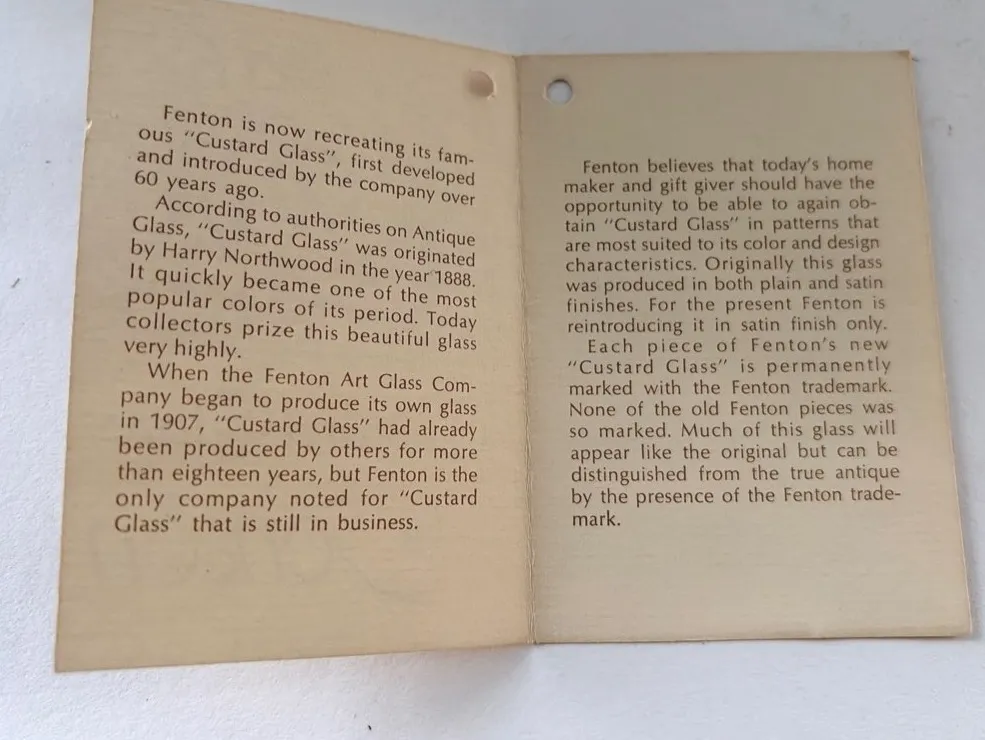 Fenton is now recreating its fam-
ous "Custard Glass", first developed
and introduced by the company over
60 years ago.
According to authorities on Antique
Glass, "Custard Glass" was originated
by Harry Northwood in the year 1888.
It quickly became one of the most
popular colors of its period. Today
collectors prize this beautiful glass
very highly.
When the Fenton Art Glass Com-
pany began to produce its own glass
in 1907, "Custard Glass" had already
been produced by others for more
than eighteen years, but Fenton is the
only company noted for "Custard
Glass" that is still in business.
Fenton believes that today's home
maker and gift giver should have the
opportunity to be able to again ob-
tain "Custard Glass" in patterns that
are most suited to its color and design
characteristics. Originally this glass
was produced in both plain and satin
finishes. For the present Fenton is
reintroducing it in satin finish only.
Each piece of Fenton's new
"Custard Glass" is permanently
marked with the Fenton trademark.
None of the old Fenton pieces was
so marked. Much of this glass will
appear like the original but can be
distinguished from the true antique
by the presence of the Fenton trade-
mark.